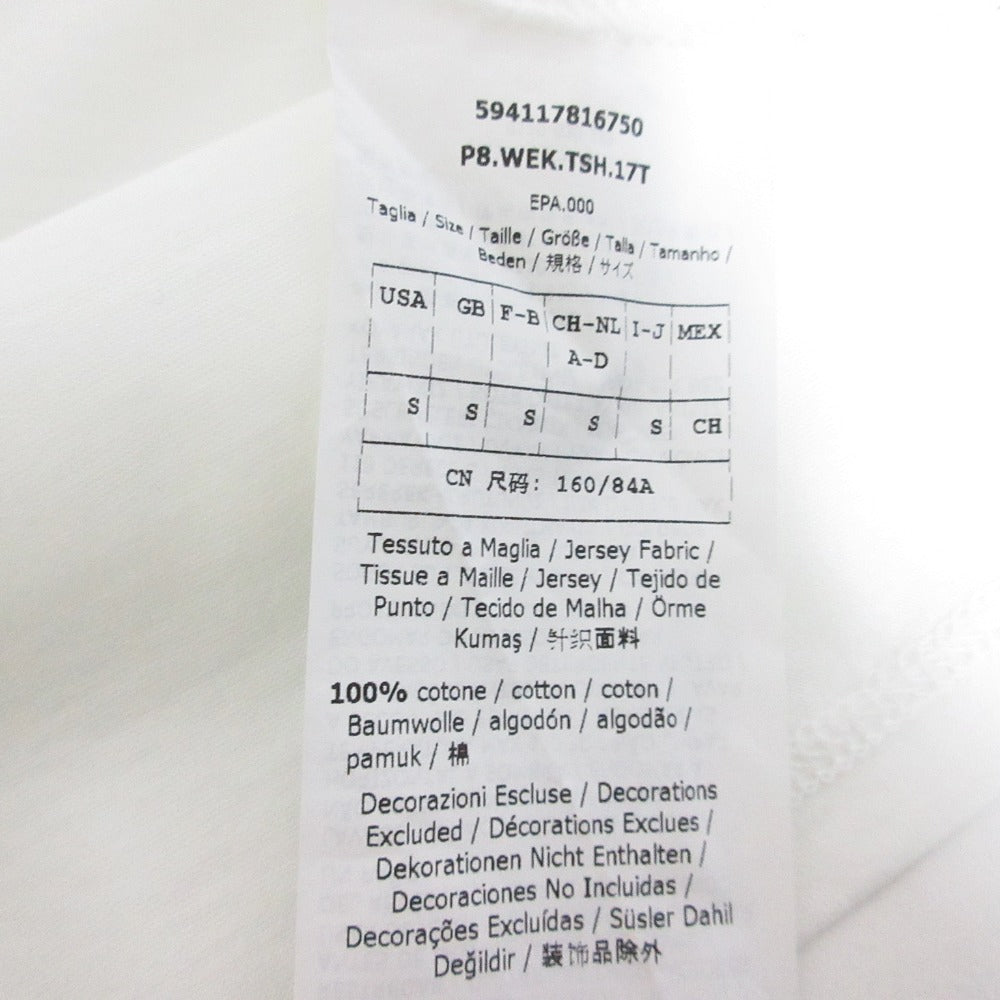 594117816750
P8.WEK.TSH.17T
EPA.000
Taglia / Size / Taille / Größe / Talla / Tamanho /
Beden / 規格 / サイズ
USA GB F-B CH-NL I-J MEX
A-D
S S S S S CH
CN 尺码: 160/84A
Tessuto a Maglia / Jersey Fabric /
Tissue a Maille / Jersey / Tejido de
Punto / Tecido de Malha / Örme
Kumaş / 针织面料
100% cotone / cotton / coton /
Baumwolle / algodón / algodão /
pamuk / 棉
Decorazioni Escluse / Decorations
Excluded / Décorations Exclues /
Dekorationen Nicht Enthalten /
Decoraciones No Incluidas /
Decorações Excluídas / Süsler Dahil
Değildir / 装饰品除外